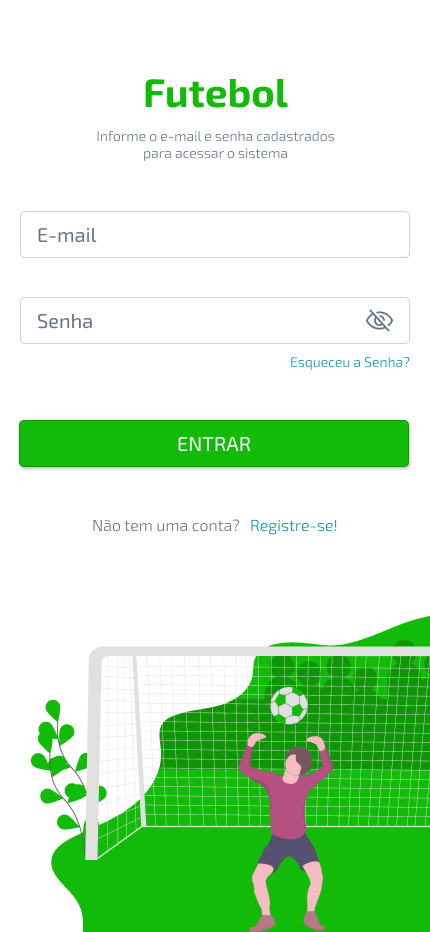 Futebol
Informe o e-mail e senha cadastrados
para acessar o sistema
E-mail
Senha
Esqueceu a Senha?
ENTRAR
Não tem uma conta? Registre-se!